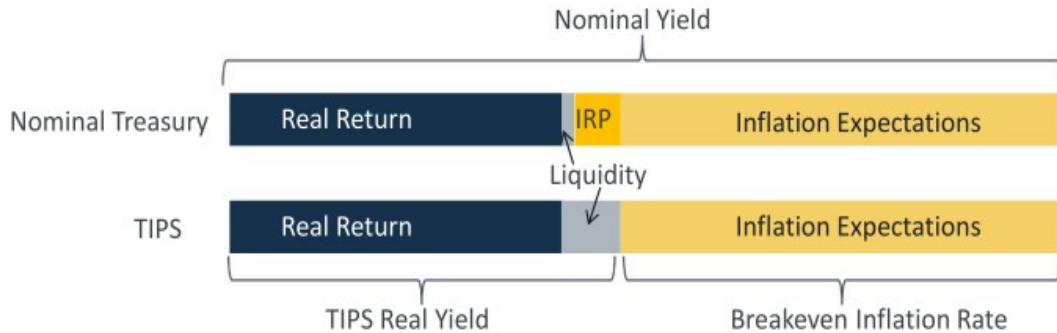 Nominal Yield
Nominal Treasury
Real Return
IRP
Inflation Expectations
Liquidity
TIPS
Real Return
Inflation Expectations
TIPS Real Yield
Breakeven Inflation Rate